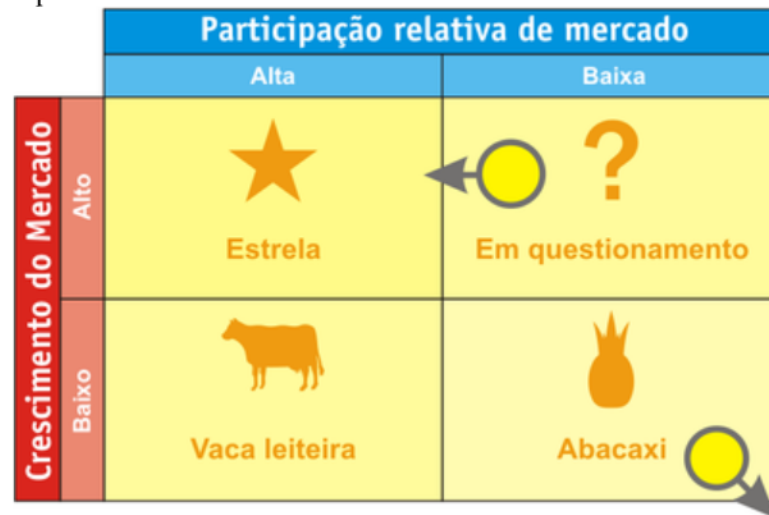 Participação relativa de mercado
Alta
Baixa
Crescimento do Mercado
Alto
?
Estrela
Em questionamento
Baixo
Vaca leiteira
Abacaxi